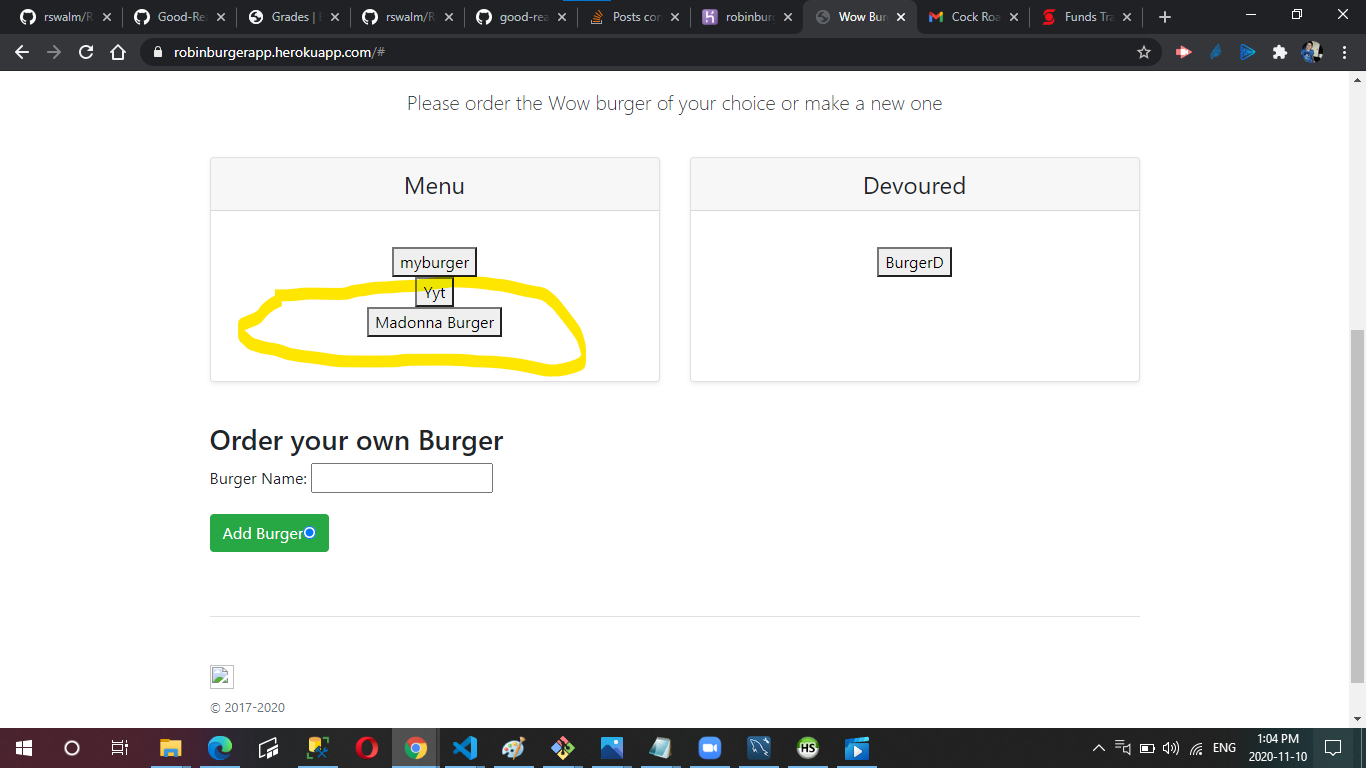 rswalm/R
Good-Re
Grades |
rswalm/R
good-rea
Posts con
robinburg
Wow Bur
Cock Roa
Funds Tra
robinburgerapp.herokuapp.com/#
Please order the Wow burger of your choice or make a new one
Menu
Devoured
myburger
BurgerD
Yyt
Madonna Burger
Order your own Burger
Burger Name:
Add Burger
© 2017-2020
HS
ENG
1:04 PM
2020-11-10